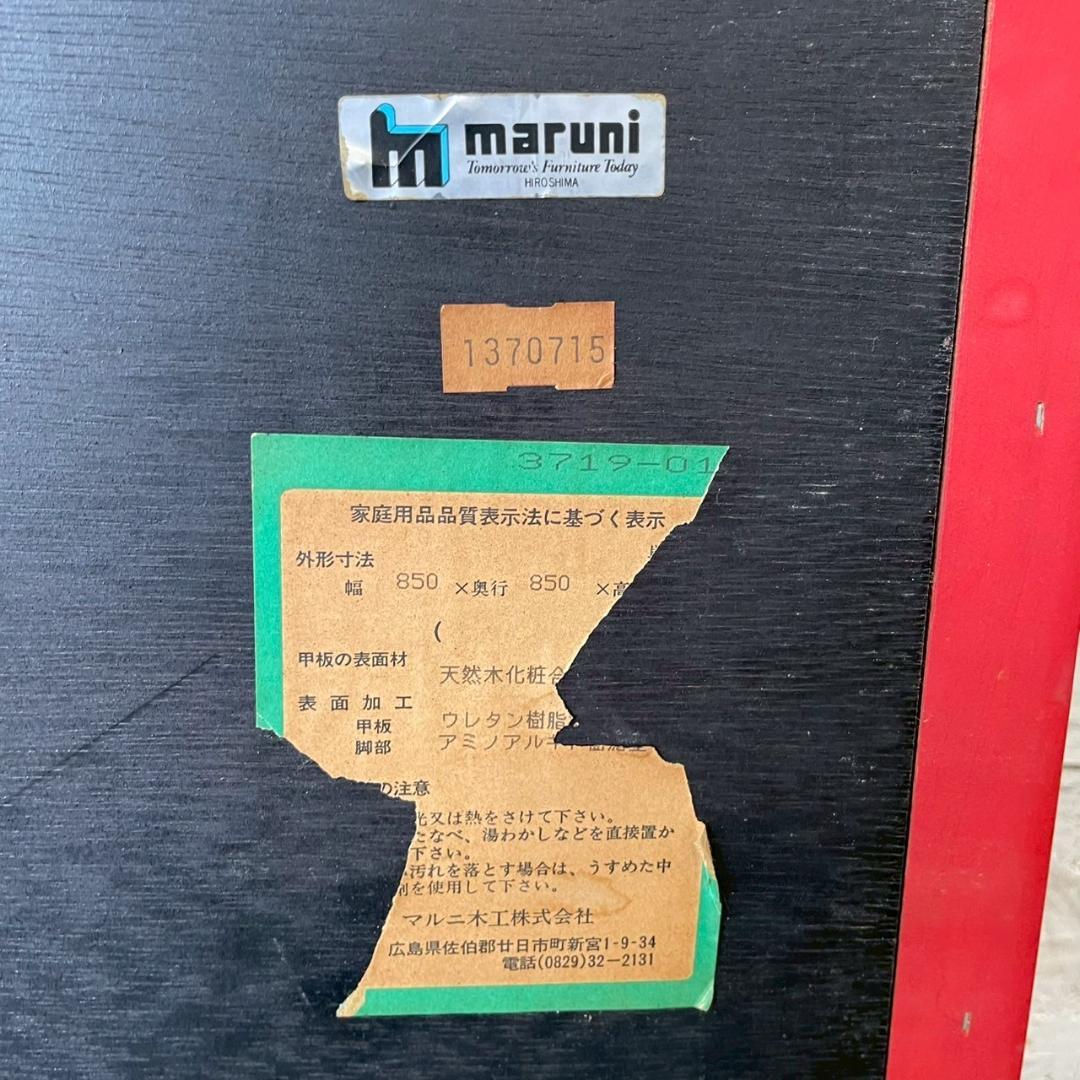 maruni
Tomorrow's Furniture Today
HIROSHIMA
1370715
3719-01
家庭用品品質表示法に基づく表示
外形寸法
幅 850 ×奥行 850 ×高
(
甲板の表面材
天然木化粧合
表面加工
甲板 ウレタン樹脂
脚部 アミノアルキ
の注意
光又は熱をさけて下さい。
たなべ、湯わかしなどを直接置か
下さい。
汚れを落とす場合は、うすめた中
剤を使用して下さい。
マルニ木工株式会社
広島県佐伯郡廿日市町新宮1-9-34
電話(0829)32-2131